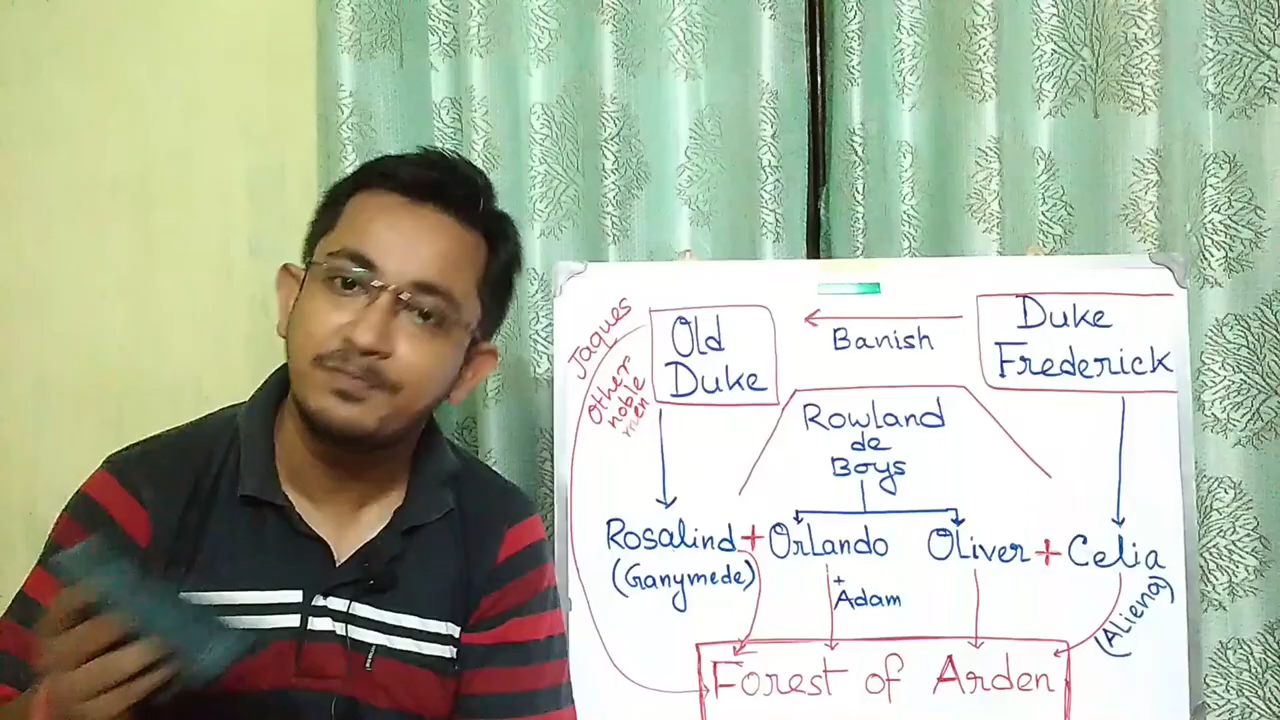 Jaques
Other
noble
men
Old
Duke
Banish
Duke
Frederick
Rowland
de
Boys
Rosalind + Orlando Oliver + Celia
(Ganymede)
+
Adam
(Aliena)
Forest of Arden